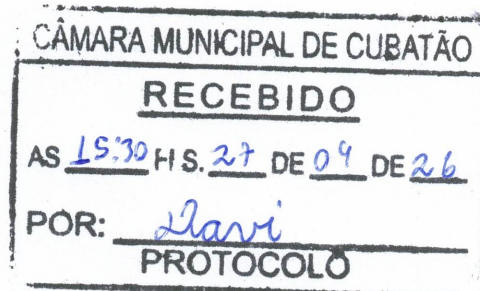 CÂMARA MUNICIPAL DE CUBATÃO
RECEBIDO
AS 15:30 HS. 27 DE 04 DE 26
POR: Davi
PROTOCOLO